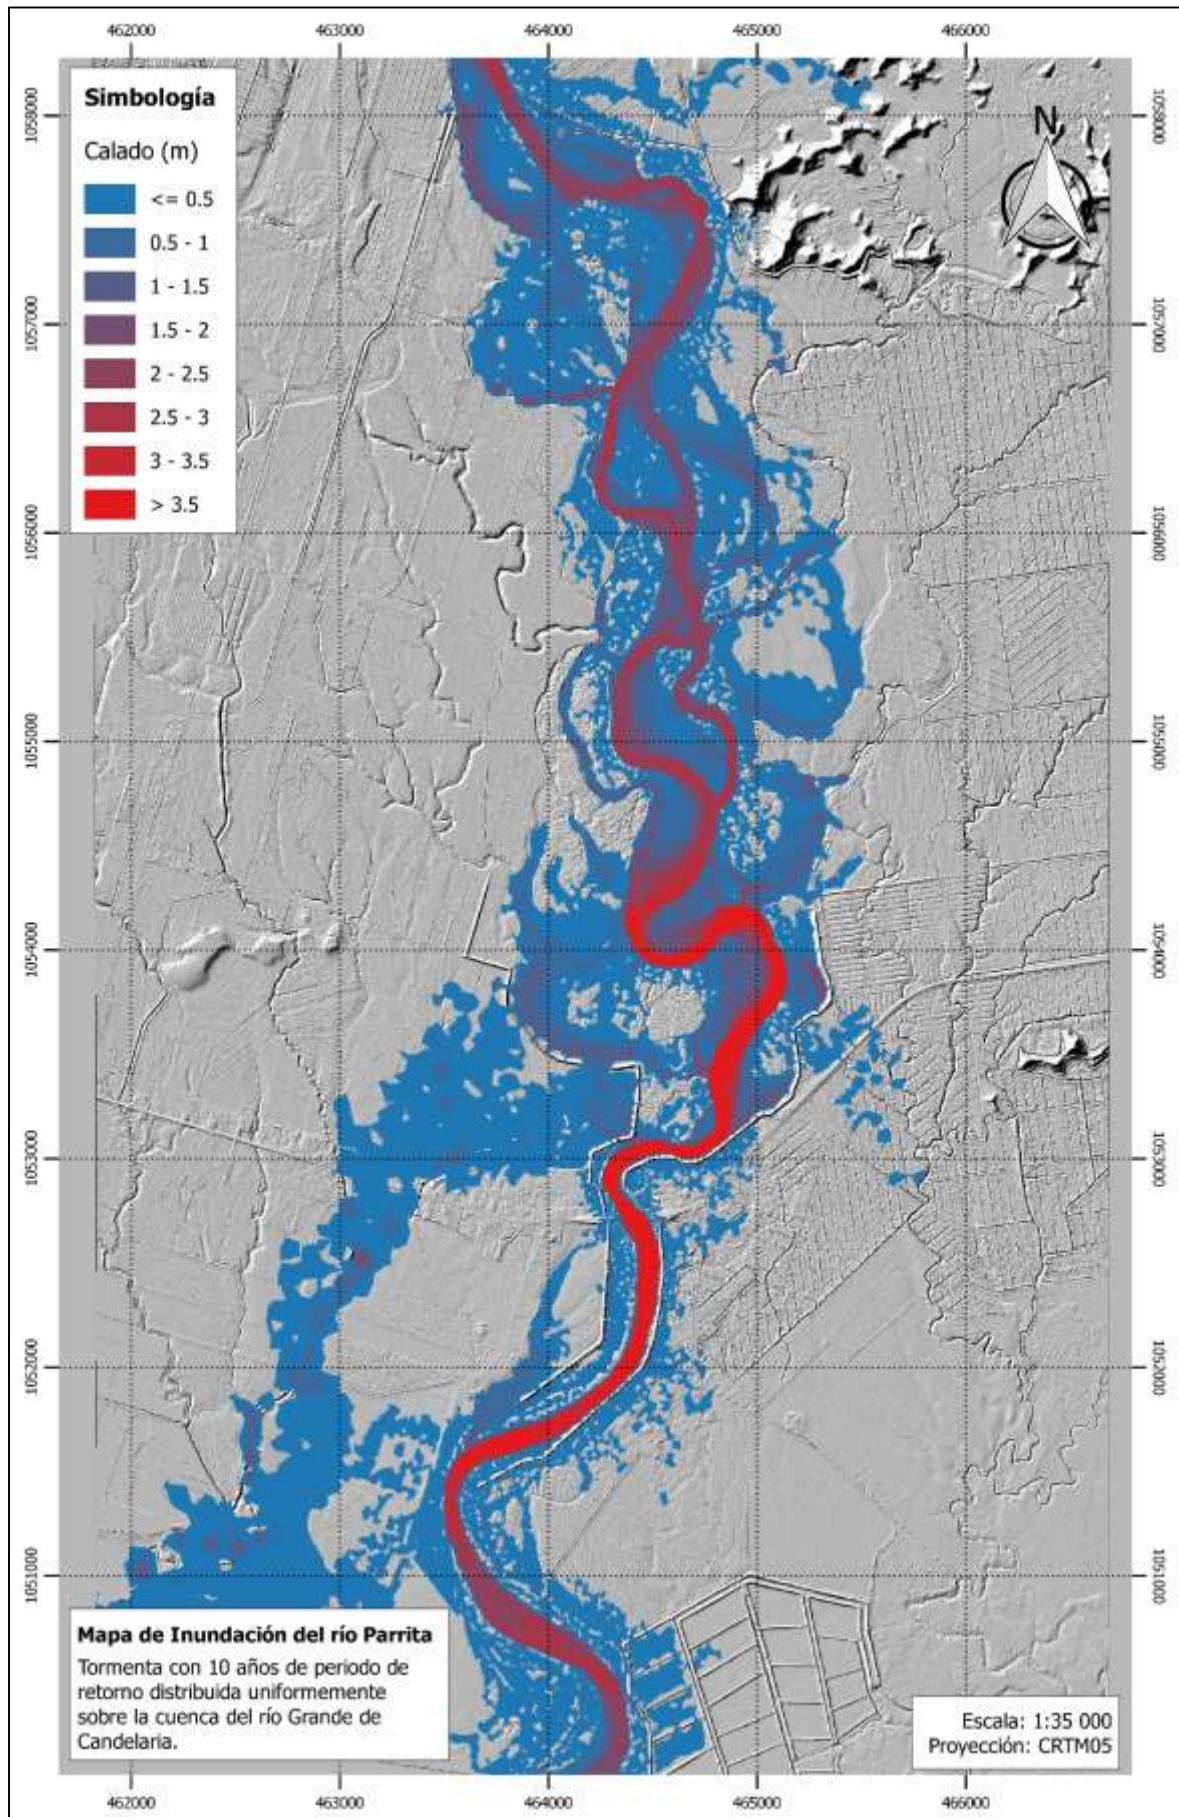 462000 463000 464000 465000 466000
Simbología
Calado (m)
<= 0.5
0.5 - 1
1 - 1.5
1.5 - 2
2 - 2.5
2.5 - 3
3 - 3.5
> 3.5
N
1058000
1057000
1056000
1055000
1054000
1053000
1052000
1051000
1058000
1057000
1056000
1055000
1054000
1053000
1052000
1051000
Mapa de Inundación del río Parrita
Tormenta con 10 años de periodo de
retorno distribuida uniformemente
sobre la cuenca del río Grande de
Candelaria.
Escala: 1:35 000
Proyección: CRTM05
462000 463000 464000 465000 466000